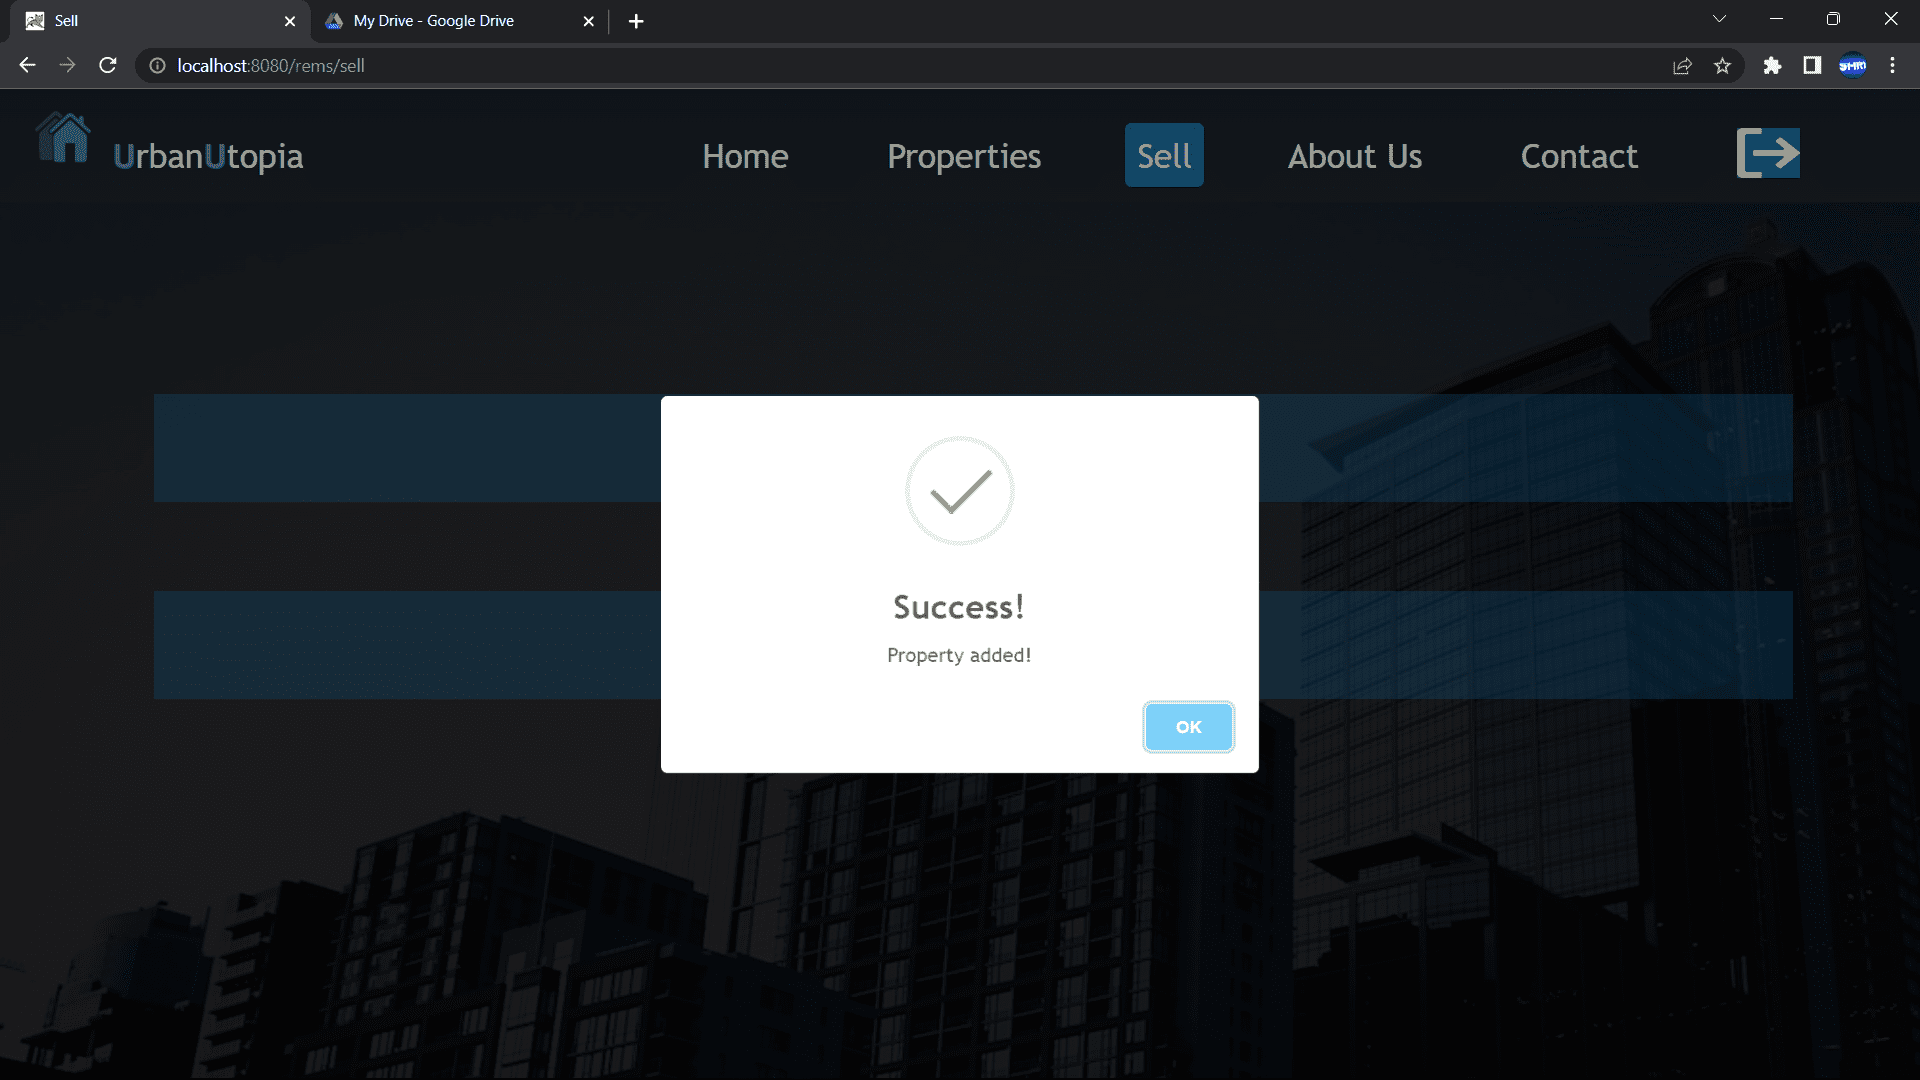 Sell
My Drive - Google Drive
localhost:8080/rems/sell
SMRI
UrbanUtopia
Home
Properties
Sell
About Us
Contact
Success!
Property added!
OK